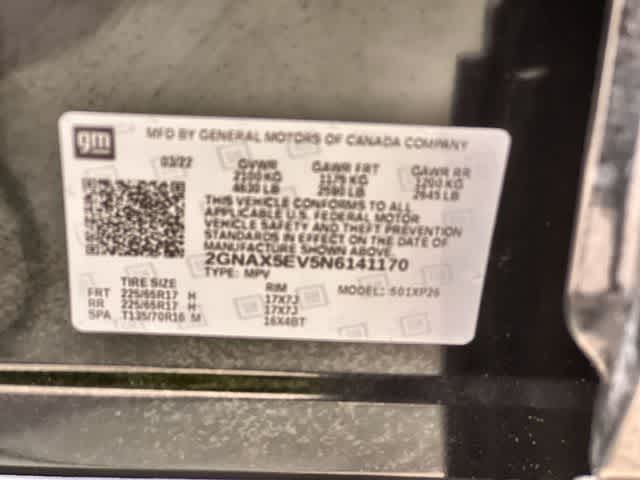 gm
MFD BY GENERAL MOTORS OF CANADA COMPANY
03/22 GVWR GAWR FRT GAWR RR
2100 KG 1175 KG 1200 KG
4630 LB 2590 LB 2645 LB
THIS VEHICLE CONFORMS TO ALL
APPLICABLE U.S. FEDERAL MOTOR
VEHICLE SAFETY AND THEFT PREVENTION
STANDARDS IN EFFECT ON THE DATE OF
MANUFACTURE SHOWN ABOVE.
2GNAX5EV5N6141170
TYPE: MPV
TIRE SIZE RIM MODEL: 501XP26
FRT 225/65R17 H 17X7J
RR 225/65R17 H 17X7J
SPA T135/70R16 M 16X4BT